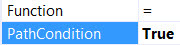 Function =
PathCondition True